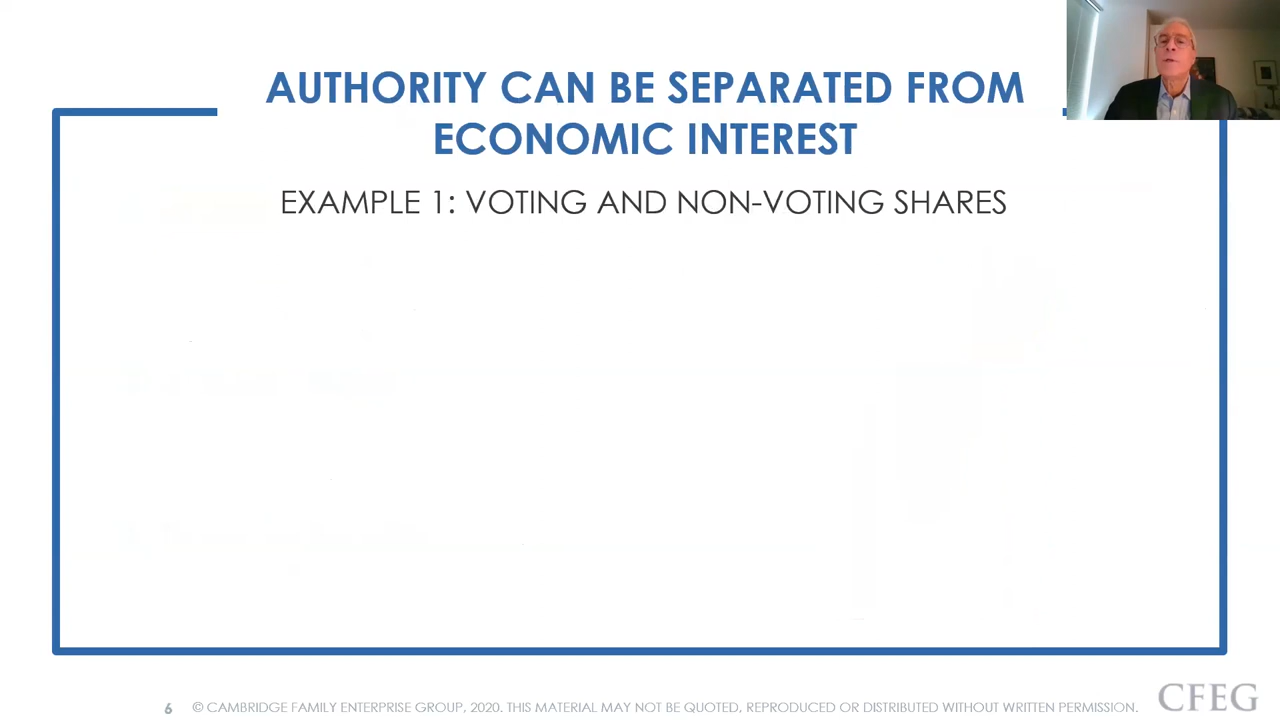 AUTHORITY CAN BE SEPARATED FROM
ECONOMIC INTEREST
EXAMPLE 1: VOTING AND NON-VOTING SHARES
6 © CAMBRIDGE FAMILY ENTERPRISE GROUP, 2020. THIS MATERIAL MAY NOT BE QUOTED, REPRODUCED OR DISTRIBUTED WITHOUT WRITTEN PERMISSION.
CFEG